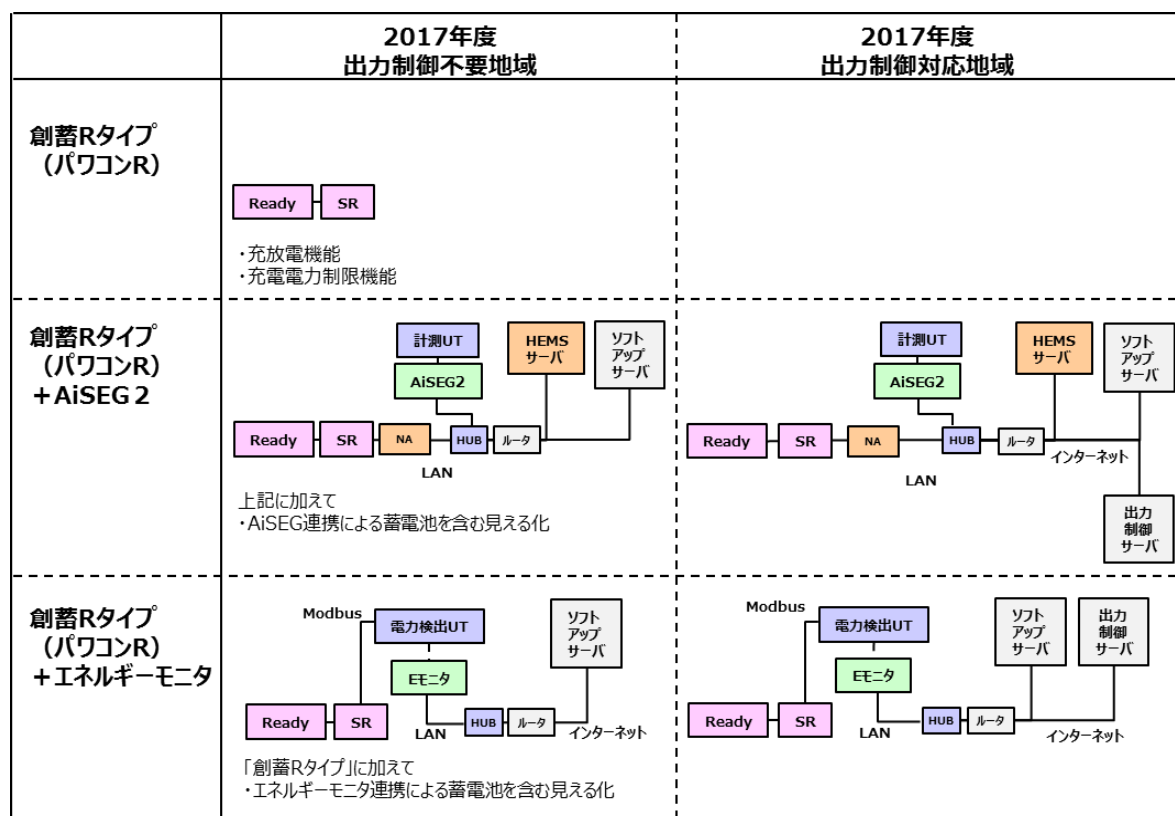 2017年度
出力制御不要地域
2017年度
出力制御対応地域
創蓄Rタイプ
（パワコンR）
Ready
SR
・充放電機能
・充電電力制限機能
創蓄Rタイプ
（パワコンR）
＋AiSEG２
計測UT
AiSEG2
HEMS
サーバ
ソフト
アップ
サーバ
Ready
SR
NA
HUB
ルータ
LAN
上記に加えて
・AiSEG連携による蓄電池を含む見える化
計測UT
AiSEG2
HEMS
サーバ
ソフト
アップ
サーバ
Ready
SR
NA
HUB
ルータ
インターネット
LAN
出力
制御
サーバ
創蓄Rタイプ
（パワコンR）
＋エネルギーモニタ
Modbus
電力検出UT
ソフト
アップ
サーバ
Eモニタ
Ready
SR
HUB
ルータ
LAN
インターネット
「創蓄Rタイプ」に加えて
・エネルギーモニタ連携による蓄電池を含む見える化
Modbus
電力検出UT
ソフト
アップ
サーバ
出力
制御
サーバ
Eモニタ
Ready
SR
HUB
ルータ
LAN
インターネット